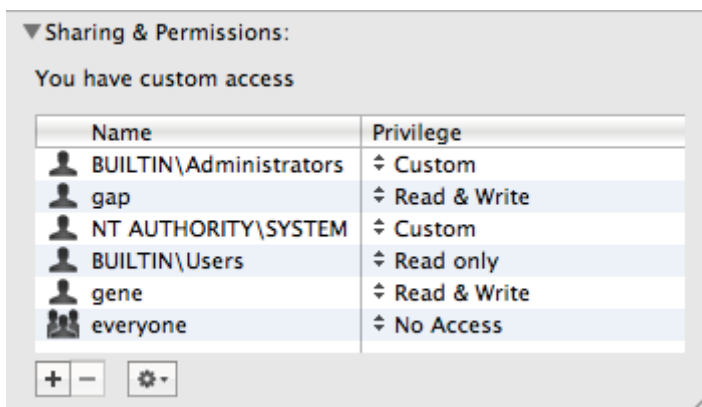 Sharing & Permissions:
You have custom access
Name Privilege
BUILTIN\Administrators Custom
gap Read & Write
NT AUTHORITY\SYSTEM Custom
BUILTIN\Users Read only
gene Read & Write
everyone No Access